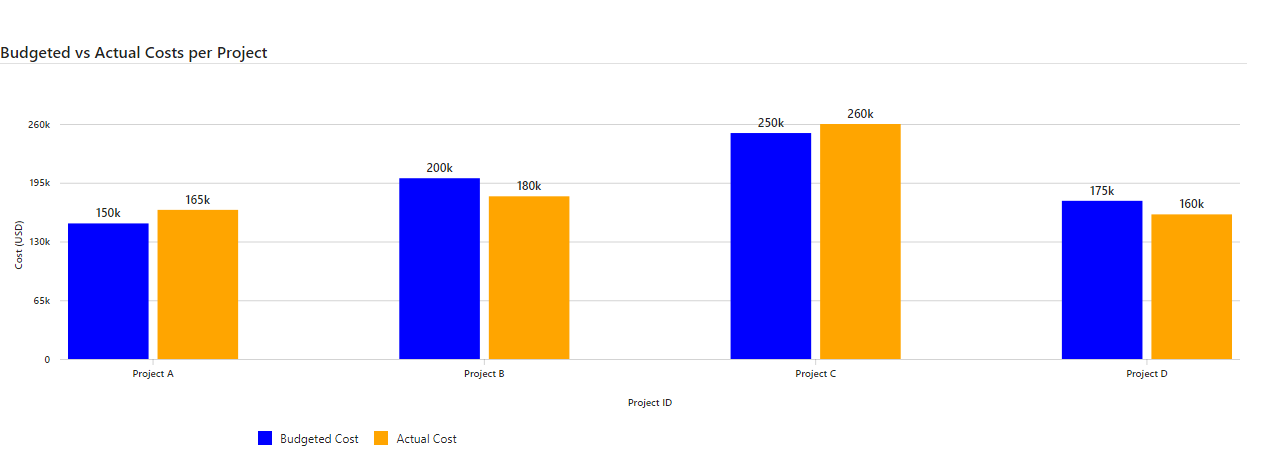 Budgeted vs Actual Costs per Project
260k
195k
130k
65k
0
Cost (USD)
150k
165k
200k
180k
250k
260k
175k
160k
Project A
Project B
Project C
Project D
Project ID
Budgeted Cost
Actual Cost